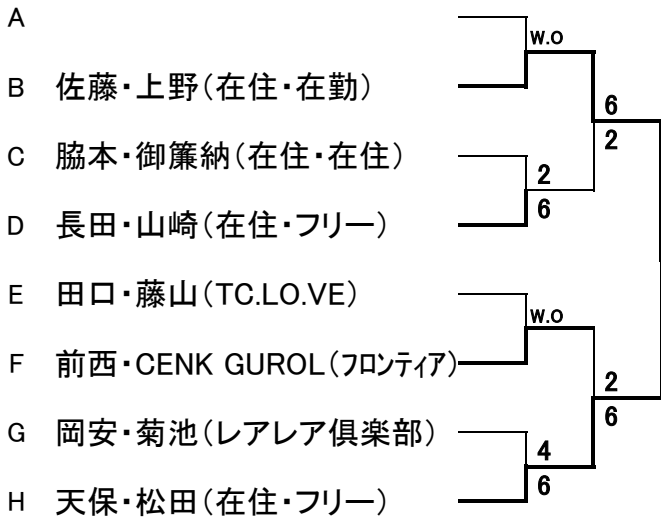 A
W.O
B 佐藤・上野(在住・在勤)
6
2
C 脇本・御簾納(在住・在住)
2
6
D 長田・山崎(在住・フリー)
E 田口・藤山(TC.LO.VE)
W.O
F 前西・CENK GUROL(フロンティア)
2
6
G 岡安・菊池(レアレア倶楽部)
4
6
H 天保・松田(在住・フリー)